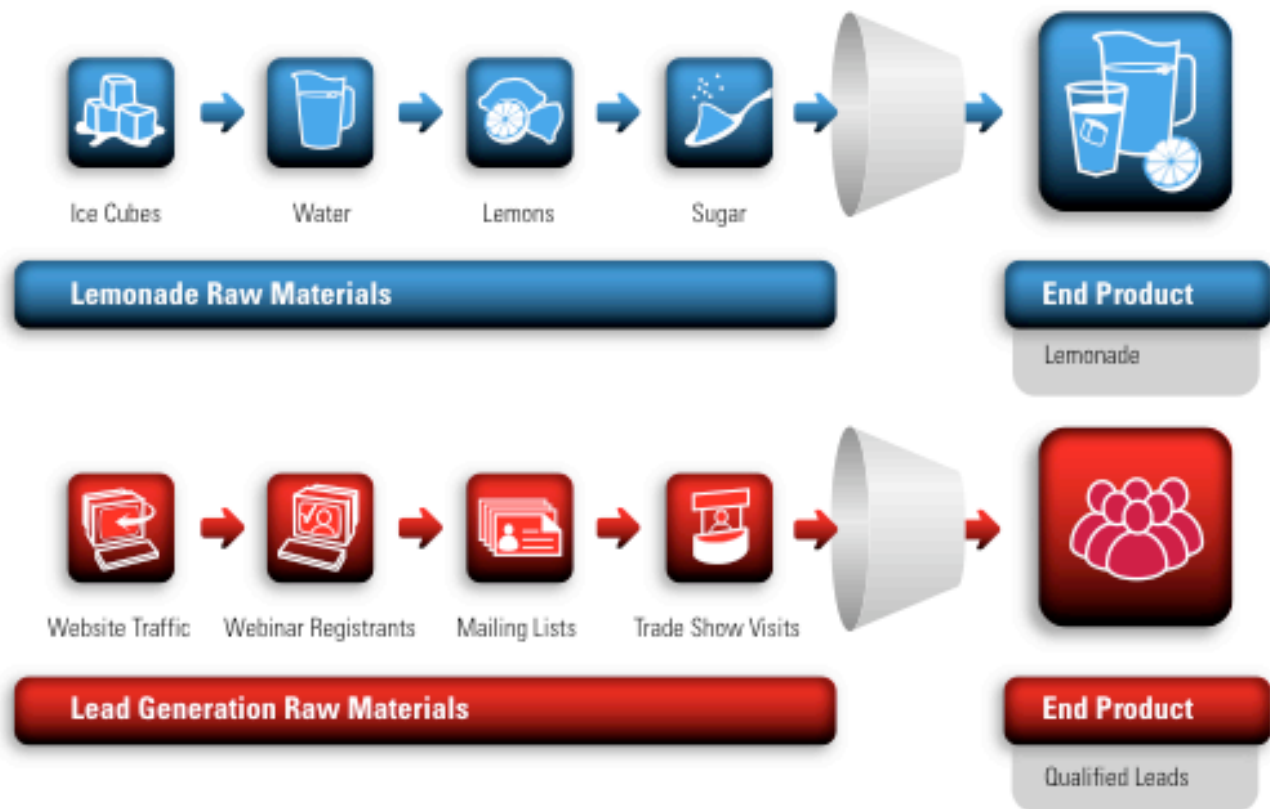 Ice Cubes
Water
Lemons
Sugar
Lemonade Raw Materials
End Product
Lemonade
Website Traffic
Webinar Registrants
Mailing Lists
Trade Show Visits
Lead Generation Raw Materials
End Product
Qualified Leads